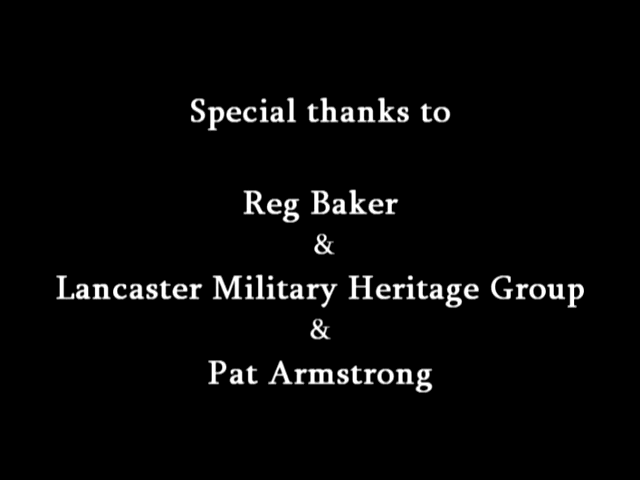 Special thanks to
Reg Baker
&
Lancaster Military Heritage Group
&
Pat Armstrong